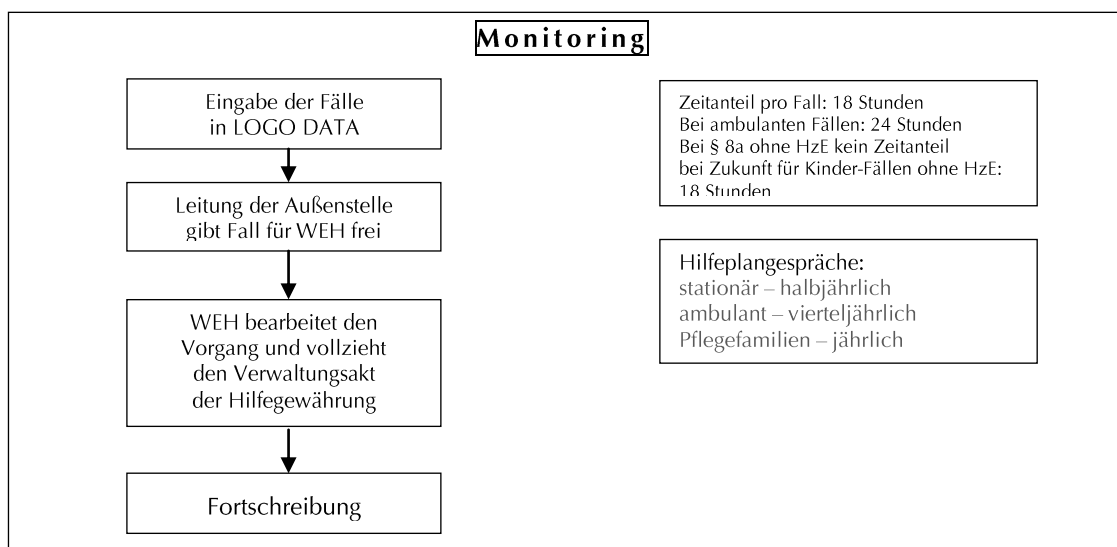 Monitoring
Eingabe der Fälle
in LOGO DATA
Leitung der Außenstelle
gibt Fall für WEH frei
WEH bearbeitet den
Vorgang und vollzieht
den Verwaltungsakt
der Hilfegewährung
Fortschreibung
Zeitanteil pro Fall: 18 Stunden
Bei ambulanten Fällen: 24 Stunden
Bei § 8a ohne HzE kein Zeitanteil
bei Zukunft für Kinder-Fällen ohne HzE:
18 Stunden
Hilfeplangespräche:
stationär – halbjährlich
ambulant – vierteljährlich
Pflegefamilien – jährlich